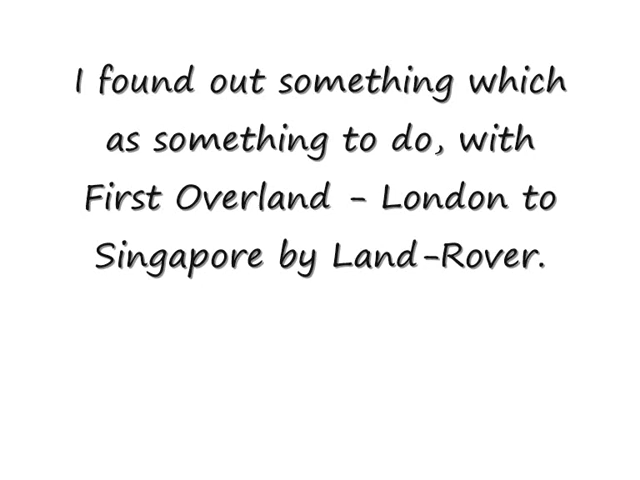 I found out something which
as something to do, with
First Overland - London to
Singapore by Land-Rover.